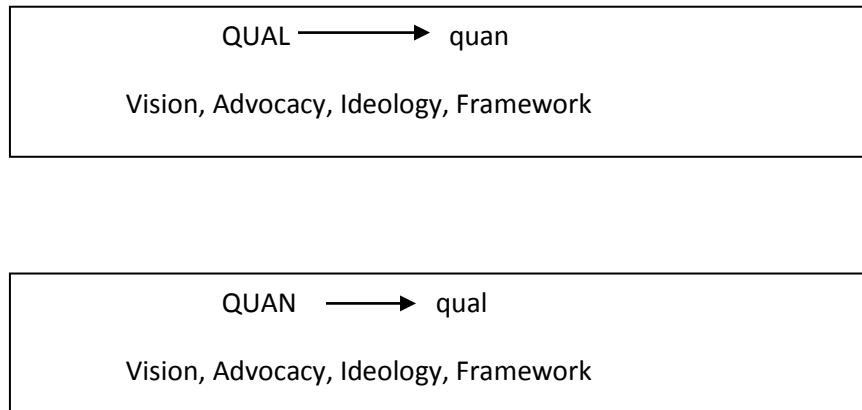 QUAL quan
Vision, Advocacy, Ideology, Framework
QUAN qual
Vision, Advocacy, Ideology, Framework